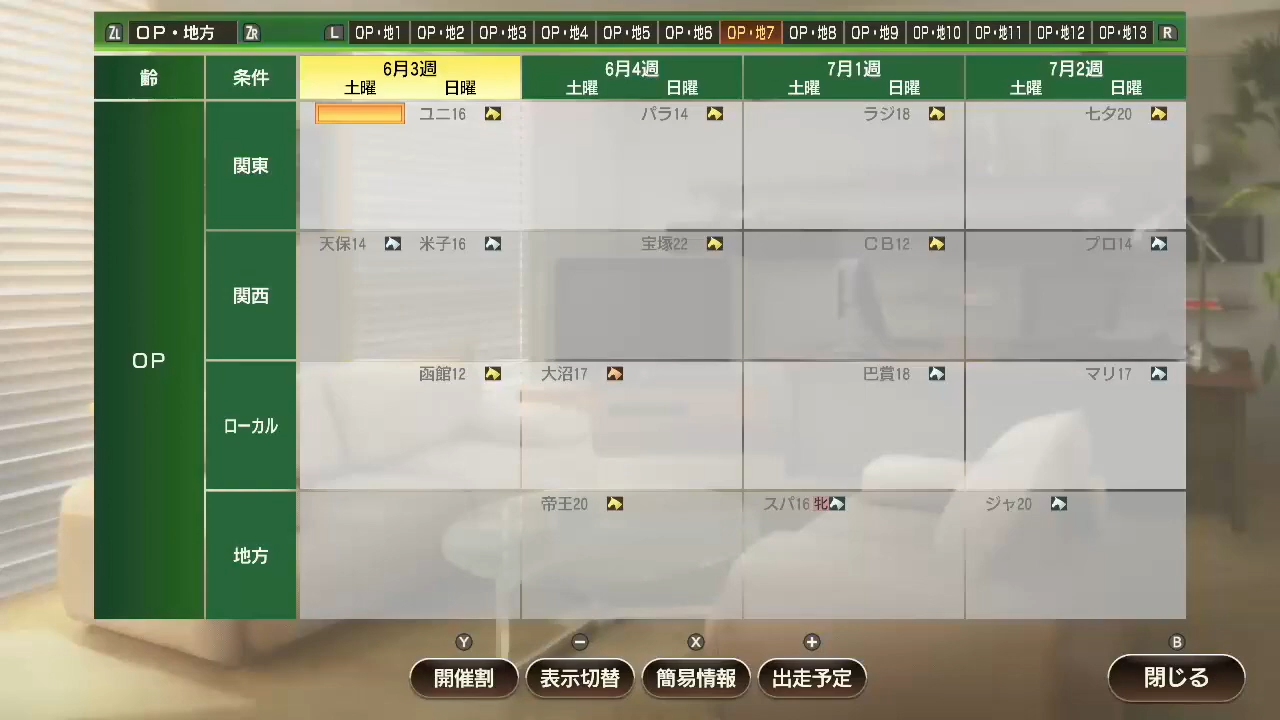 ZL OP・地方 ZR L OP・地1 OP・地2 OP・地3 OP・地4 OP・地5 OP・地6 OP・地7 OP・地8 OP・地9 OP・地10 OP・地11 OP・地12 OP・地13 R
齢 条件 6月3週 6月4週 7月1週 7月2週
土曜 日曜 土曜 日曜 土曜 日曜 土曜 日曜
ユニ16 パラ14 ラジ18 七夕20
関東
天保14 米子16 宝塚22 CB12 プロ14
関西
OP
函館12 大沼17 巴賞18 マリ17
ローカル
帝王20 スパ16 牝 ジャ20
地方
Y − X + B
開催割 表示切替 簡易情報 出走予定 閉じる